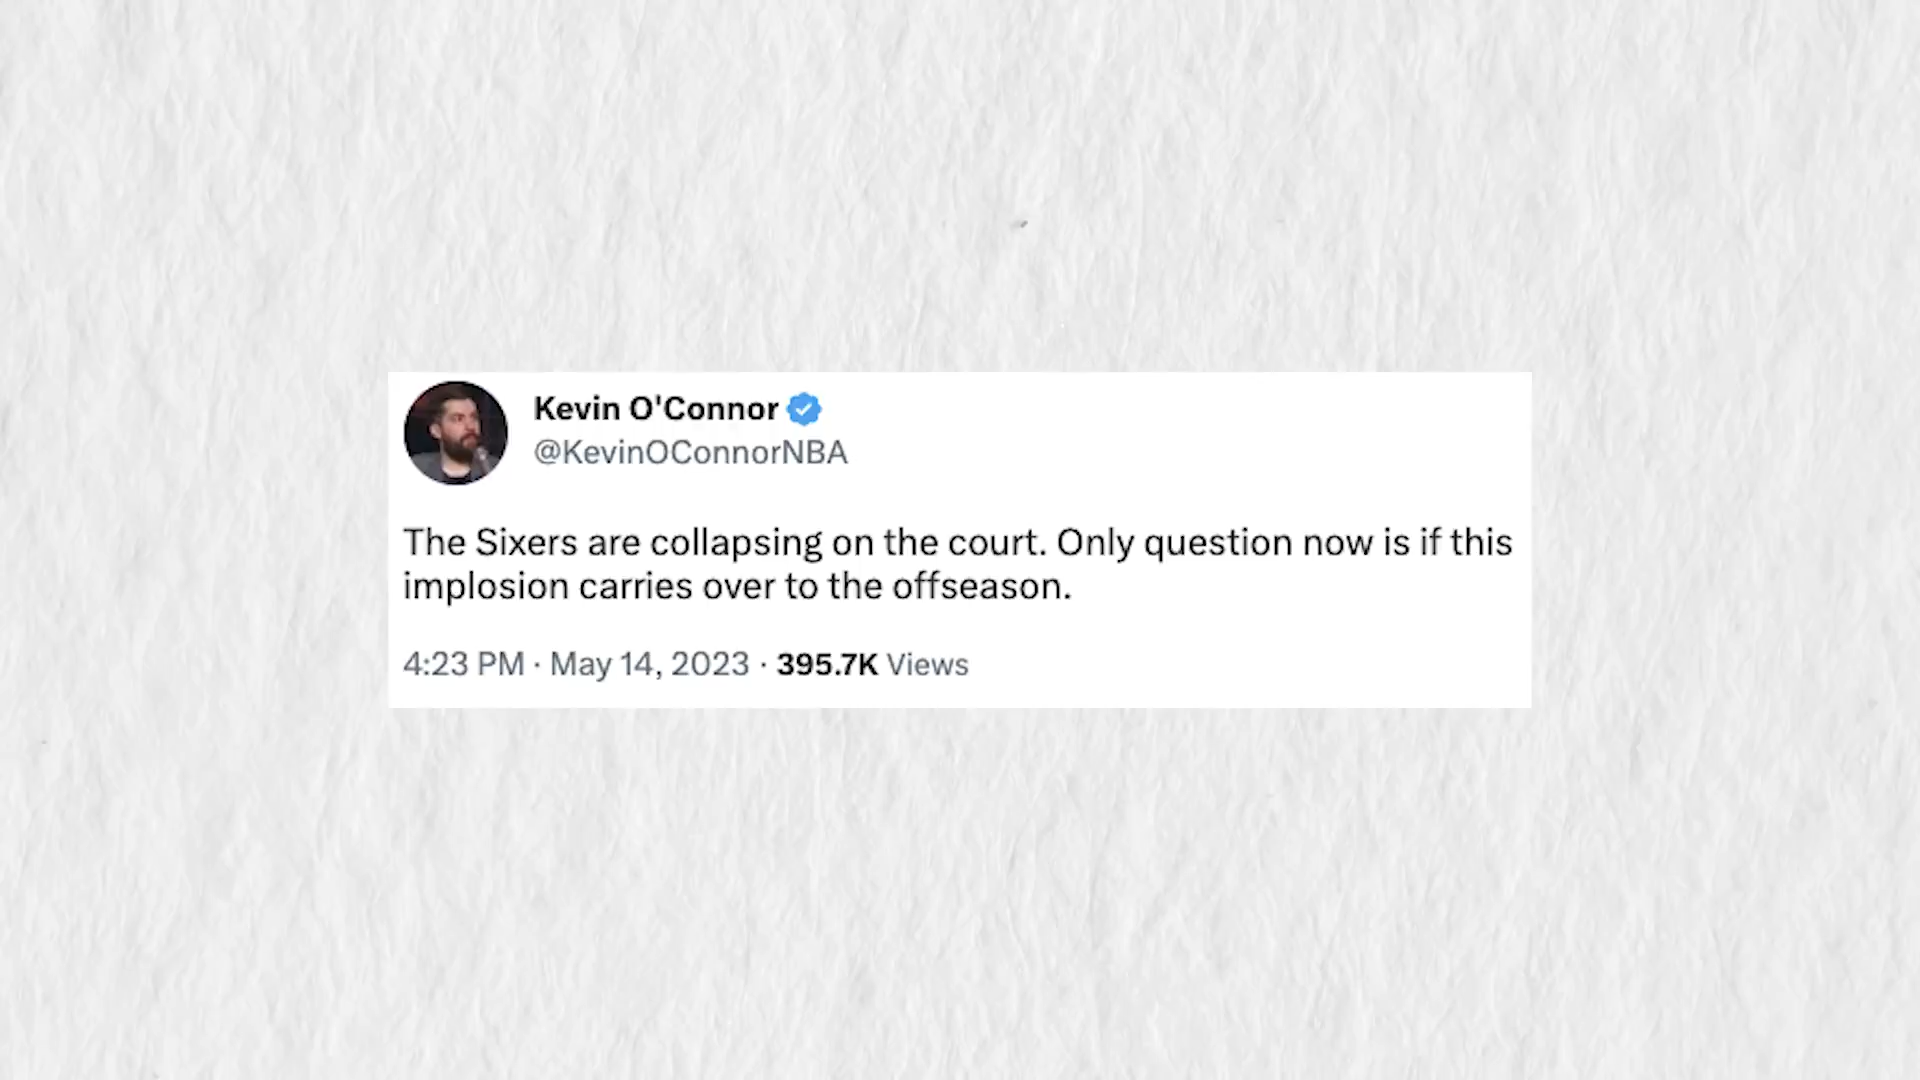 Kevin O'Connor
@KevinOConnorNBA
The Sixers are collapsing on the court. Only question now is if this
implosion carries over to the offseason.
4:23 PM · May 14, 2023 · 395.7K Views